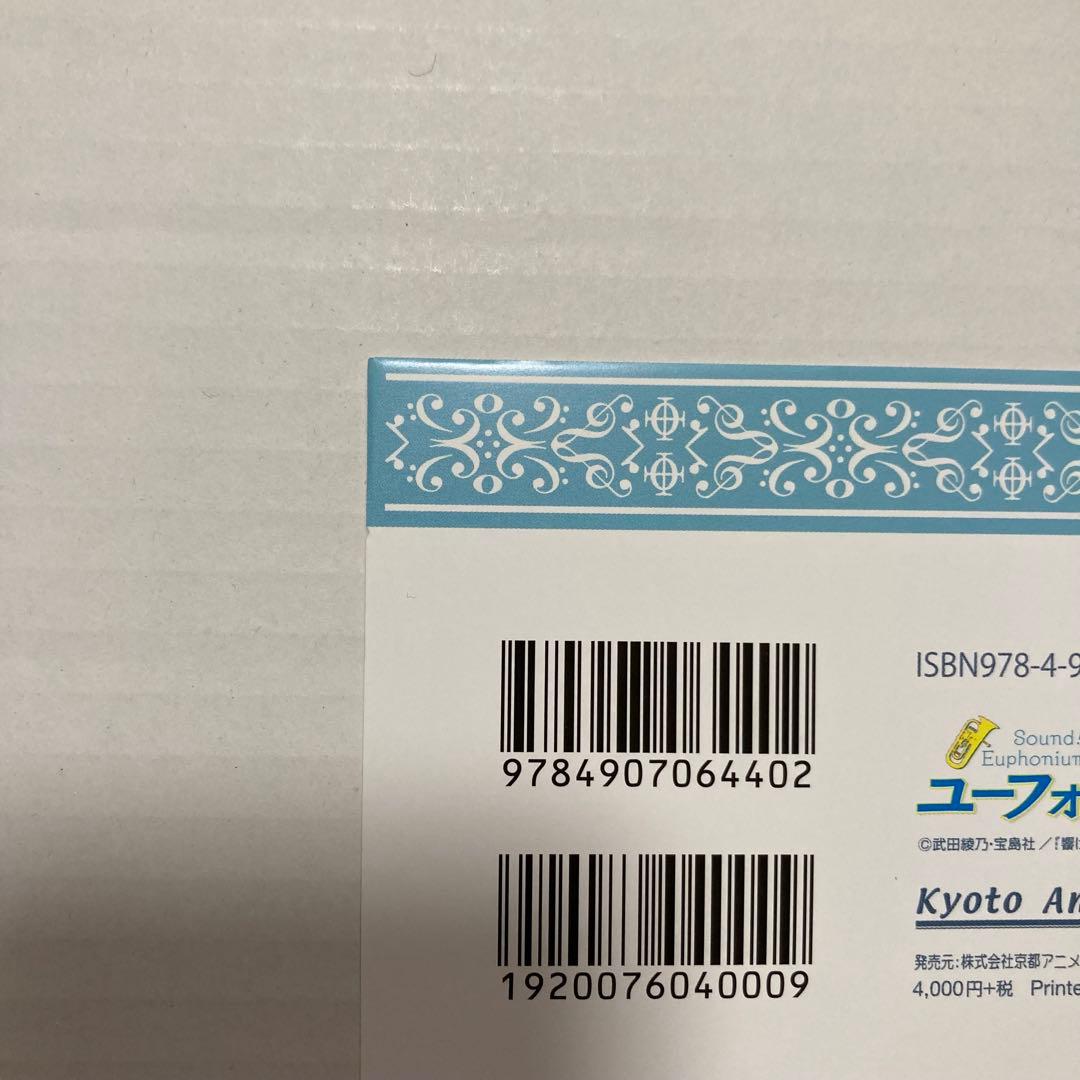 9784907064402
1920076040009
ISBN978-4-9
Sound!
Euphonium
ユーフォ
©武田綾乃・宝島社／『響け
Kyoto An
発売元:株式会社京都アニメ
4,000円+税 Printe